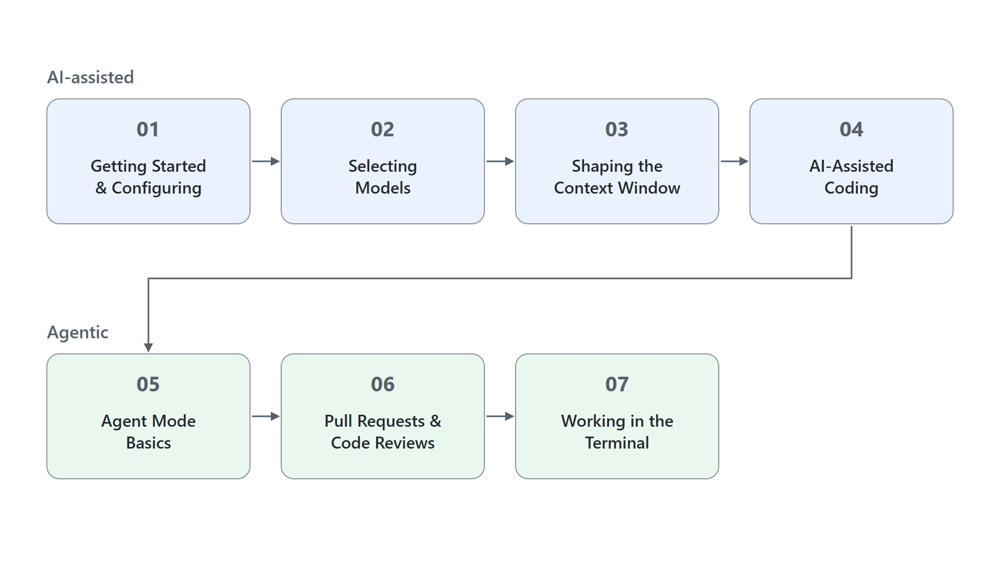 AI-assisted
01
Getting Started
& Configuring
02
Selecting
Models
03
Shaping the
Context Window
04
AI-Assisted
Coding
Agentic
05
Agent Mode
Basics
06
Pull Requests &
Code Reviews
07
Working in the
Terminal